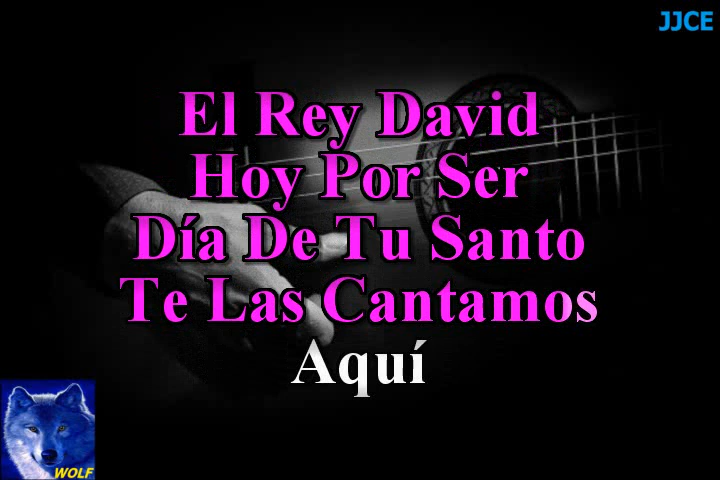 JJCE
El Rey David
Hoy Por Ser
Día De Tu Santo
Te Las Cantamos
Aquí
WOLF